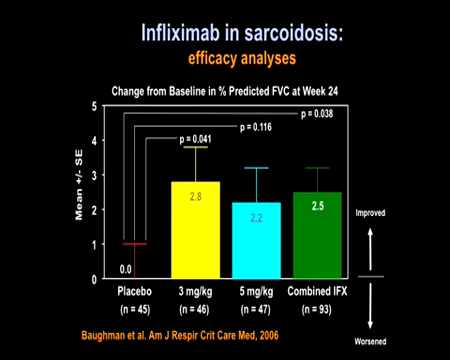 Infliximab in sarcoidosis:
efficacy analyses
Change from Baseline in % Predicted FVC at Week 24
Mean +/- SE
5
4
3
2
1
0
p = 0.038
p = 0.116
p = 0.041
0.0
2.8
2.2
2.5
Improved
Worsened
Placebo
(n = 45)
3 mg/kg
(n = 46)
5 mg/kg
(n = 47)
Combined IFX
(n = 93)
Baughman et al. Am J Respir Crit Care Med, 2006